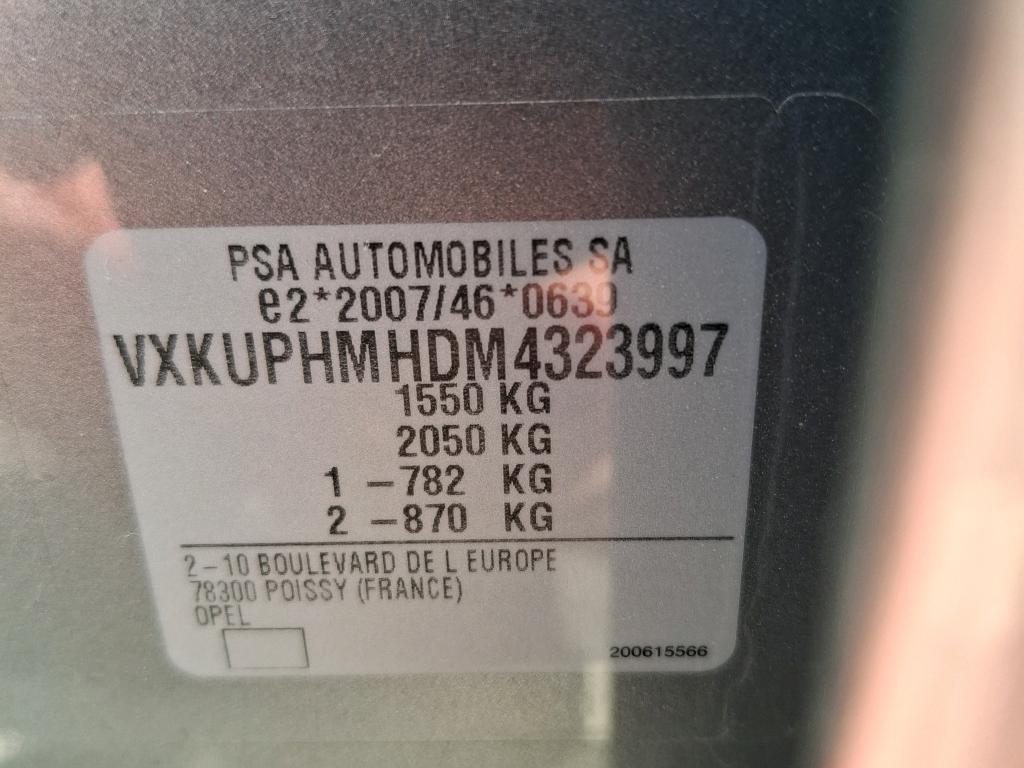 PSA AUTOMOBILES SA
e2*2007/46*0639
VXKUPHMHDM4323997
1550 KG
2050 KG
1 -782 KG
2 -870 KG
2-10 BOULEVARD DE L EUROPE
78300 POISSY (FRANCE)
OPEL
200615566